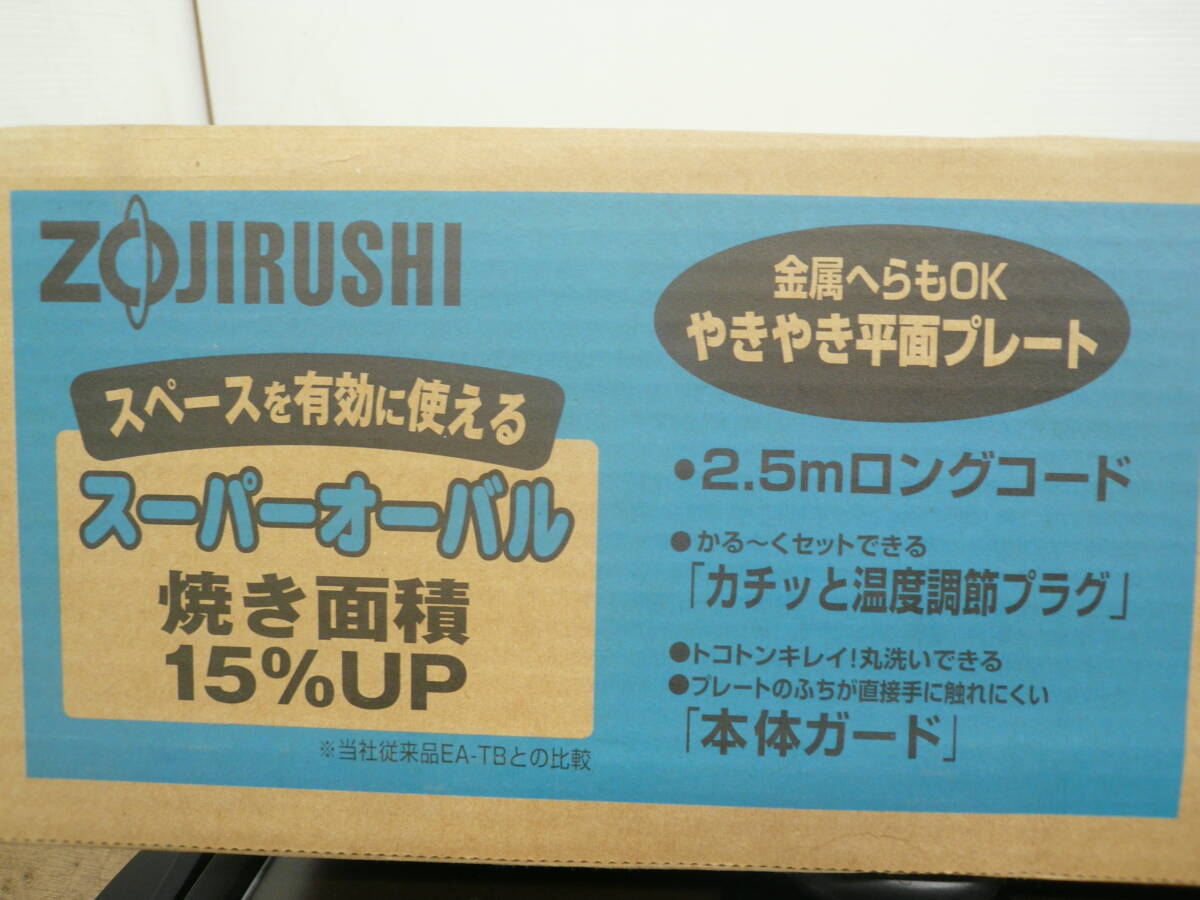 ZOJIRUSHI
スペースを有効に使える
スーパーオーバル
焼き面積
15%UP
※当社従来品EA-TBとの比較
金属へらもOK
やきやき平面プレート
●2.5mロングコード
●かる～くセットできる
「カチッと温度調節プラグ」
●トコトンキレイ!丸洗いできる
●プレートのふちが直接手に触れにくい
「本体ガード」